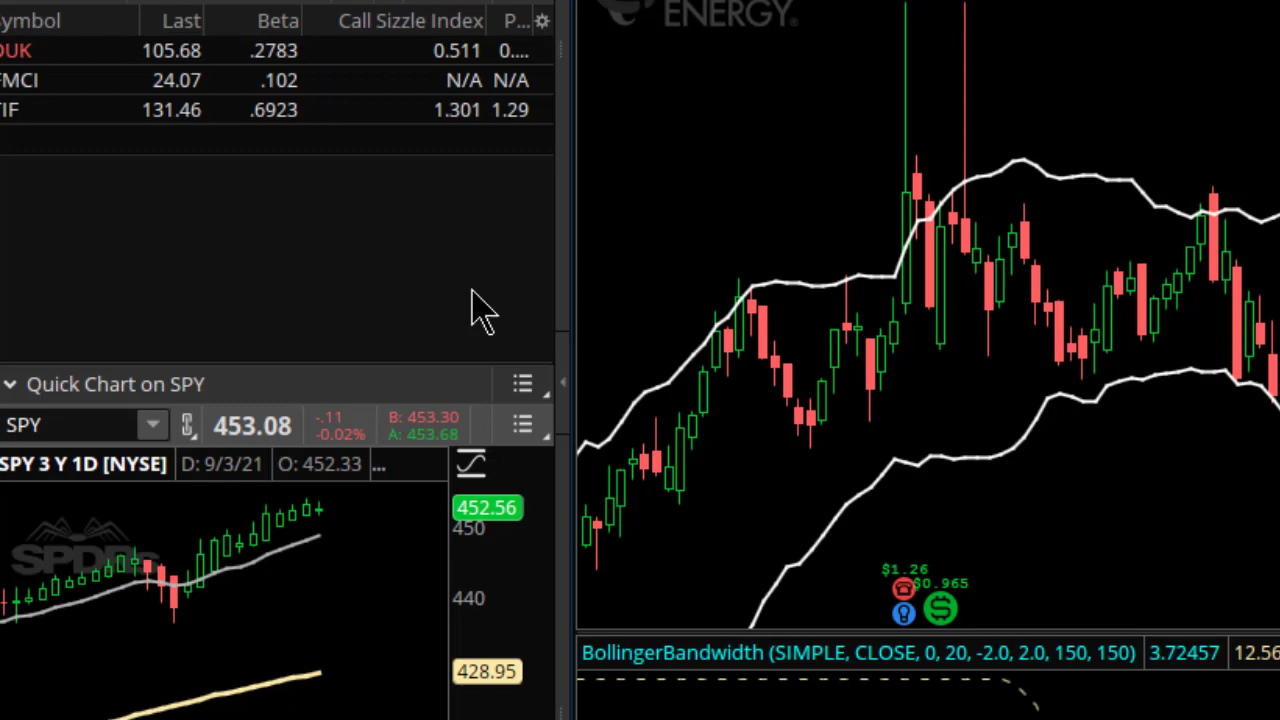 ymbol Last Beta Call Sizzle Index P...
DUK 105.68 .2783 0.511 0....
FMCI 24.07 .102 N/A N/A
TIF 131.46 .6923 1.301 1.29
Quick Chart on SPY
SPY 453.08 -.11 -0.02% B: 453.30 A: 453.68
SPY 3 Y 1D [NYSE] D: 9/3/21 O: 452.33 ...
452.56
450
SPDRs
440
428.95
ENERGY®
$1.26
$0.965
BollingerBandwidth (SIMPLE, CLOSE, 0, 20, -2.0, 2.0, 150, 150) 3.72457 12.56